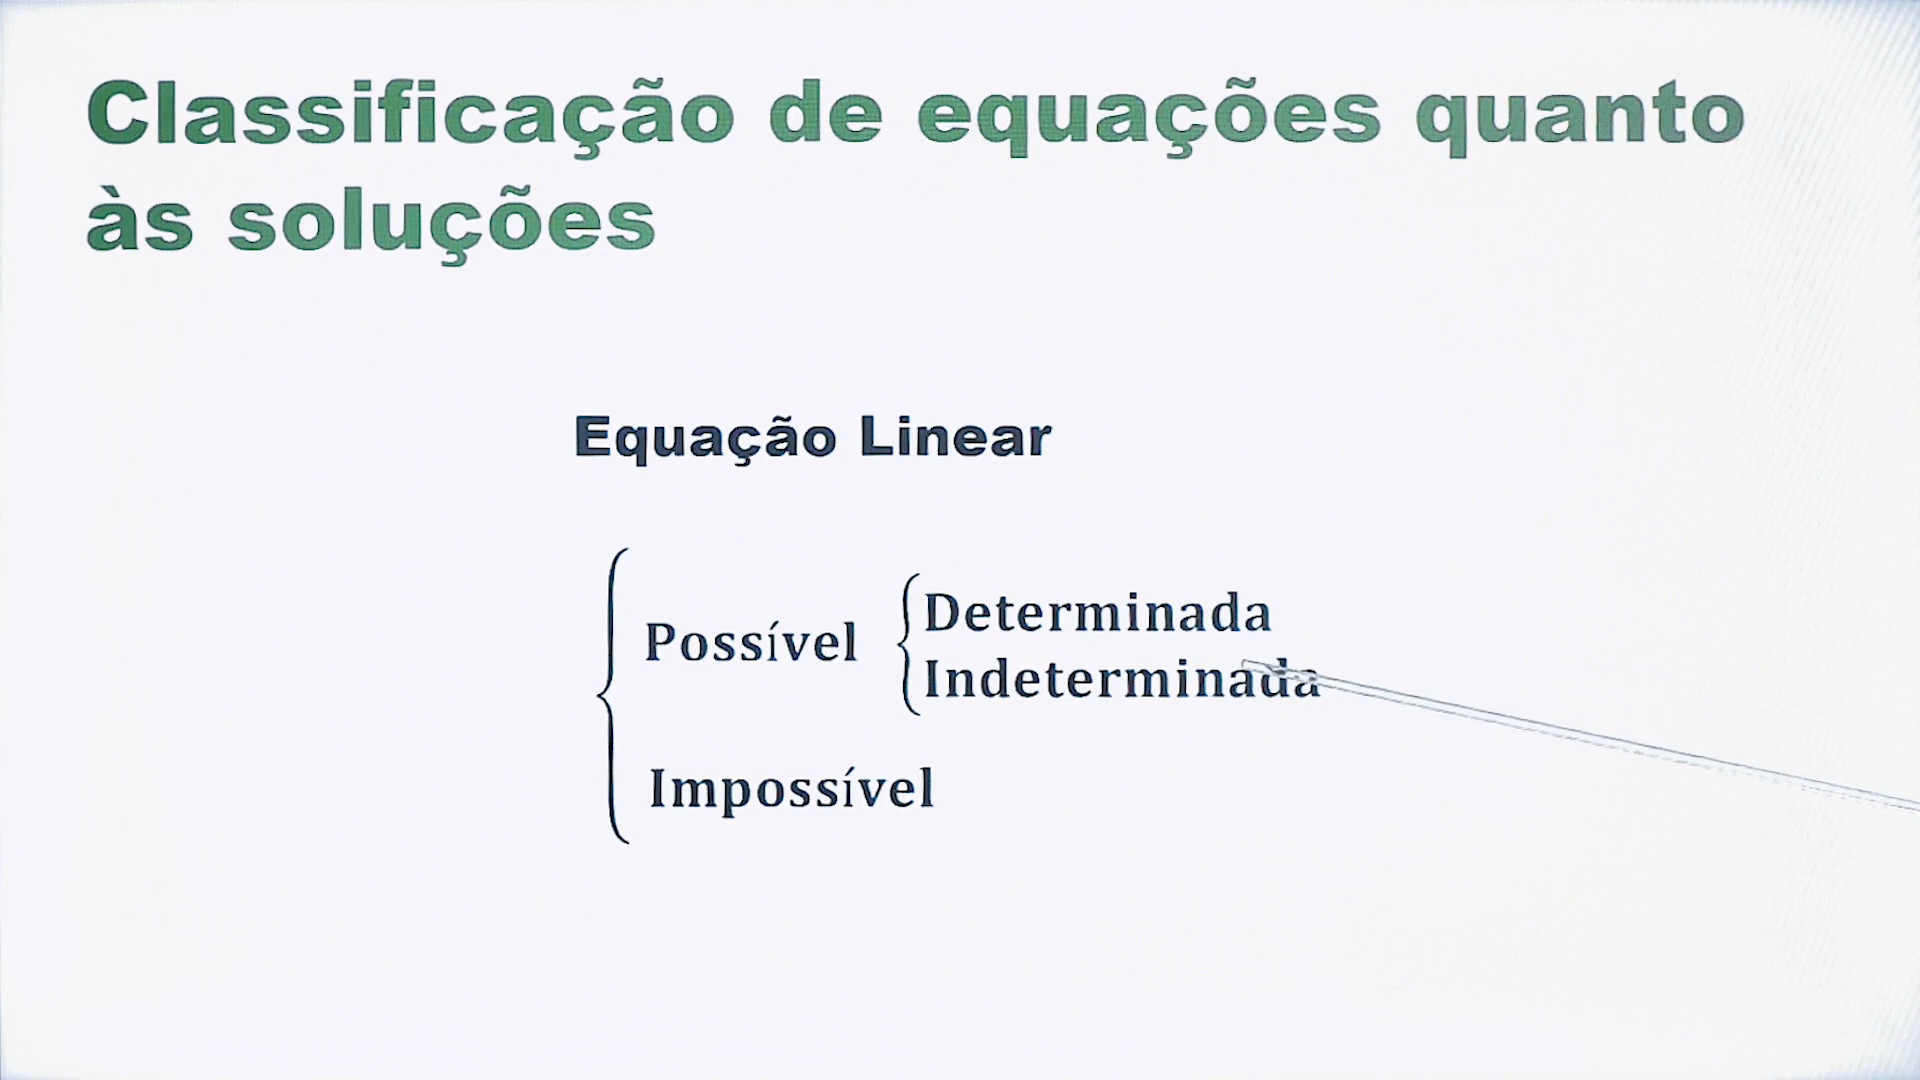 Classificação de equações quanto
às soluções
Equação Linear
Possível
Determinada
Indeterminada
Impossível